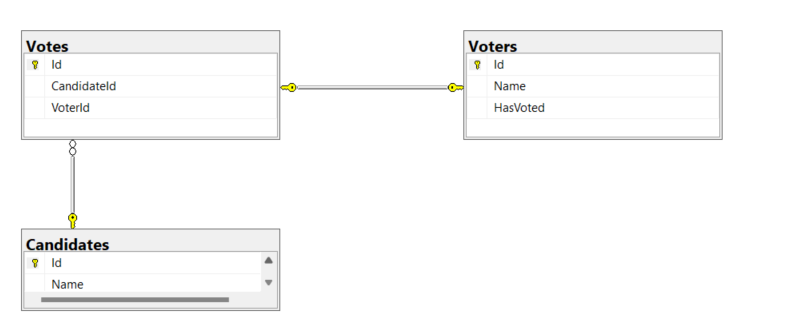 Votes
Id
CandidateId
VoterId
Voters
Id
Name
HasVoted
Candidates
Id
Name